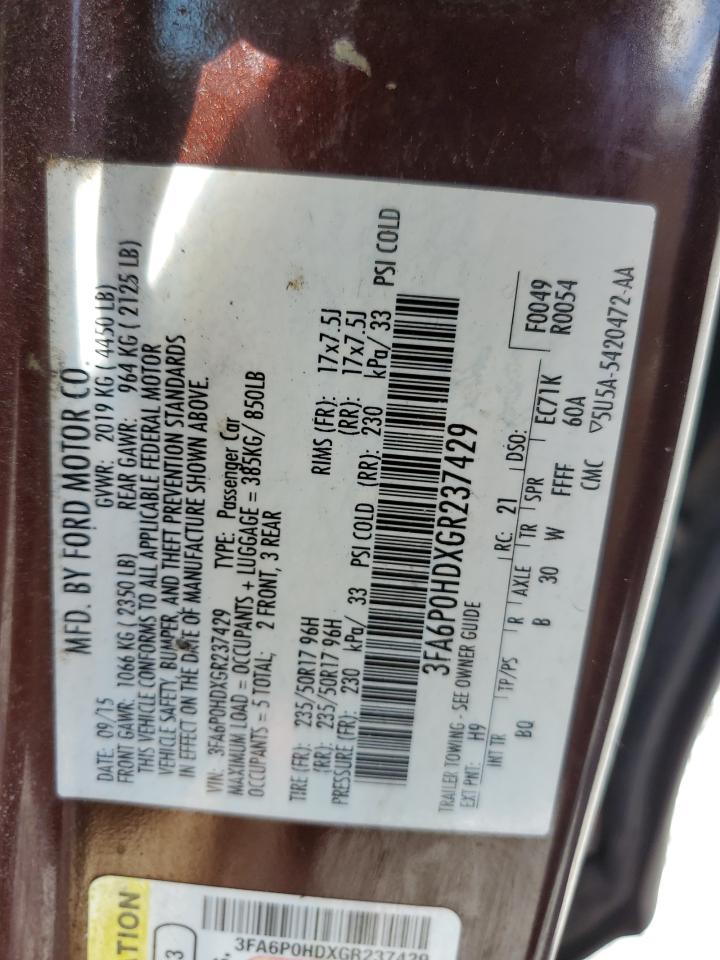 MFD. BY FORD MOTOR CO.
DATE: 09/15 GVWR: 2019 KG ( 4450 LB)
FRONT GAWR: 1066 KG ( 2350 LB) REAR GAWR: 964 KG ( 2125 LB)
THIS VEHICLE CONFORMS TO ALL APPLICABLE FEDERAL MOTOR
VEHICLE SAFETY, BUMPER, AND THEFT PREVENTION STANDARDS
IN EFFECT ON THE DATE OF MANUFACTURE SHOWN ABOVE.
VIN: 3FA6P0HDXGR237429 TYPE: Passenger Car
MAXIMUM LOAD = OCCUPANTS + LUGGAGE = 385KG/ 850LB
OCCUPANTS = 5 TOTAL; 2 FRONT, 3 REAR
TIRE (FR): 235/50R17 96H RIMS (FR): 17x7.5J
(RR): 235/50R17 96H (RR): 17x7.5J
PRESSURE (FR): 230 kPa/ 33 PSI COLD (RR): 230 kPa/ 33 PSI COLD
3FA6P0HDXGR237429
TRAILER TOWING - SEE OWNER GUIDE
EXT PNT: H9 RC: 21 DSO: F0049
R0054
INT TR TP/PS R AXLE TR SPR EC71K
BQ B 30 W FFFF 60A
CMC ▽5U5A-5420472-AA
ATION
3
3FA6P0HDXGR237429